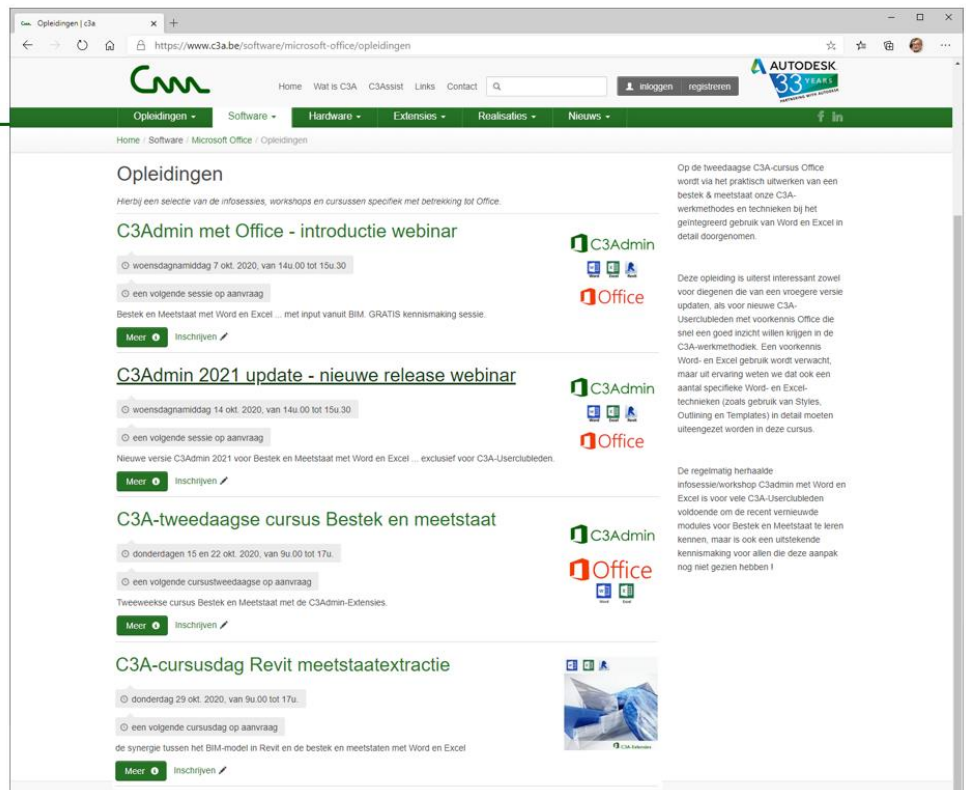 Opleidingen | c3a
https://www.c3a.be/software/microsoft-office/opleidingen
AUTODESK
33 YEARS
PARTNERING WITH AUTODESK
Home Wat is C3A C3Assist Links Contact
inloggen registreren
Opleidingen Software Hardware Extensies Realisaties Nieuws
f in
Home / Software / Microsoft Office / Opleidingen
Opleidingen
Hierbij een selectie van de infosessies, workshops en cursussen specifiek met betrekking tot Office.
C3Admin met Office - introductie webinar
woensdagnamiddag 7 okt. 2020, van 14u.00 tot 15u.30
een volgende sessie op aanvraag
Bestek en Meetstaat met Word en Excel ... met input vanuit BIM. GRATIS kennismaking sessie.
Meer Inschrijven
C3Admin
Word Excel Revit
Office
C3Admin 2021 update - nieuwe release webinar
woensdagnamiddag 14 okt. 2020, van 14u.00 tot 15u.30
een volgende sessie op aanvraag
Nieuwe versie C3Admin 2021 voor Bestek en Meetstaat met Word en Excel ... exclusief voor C3A-Userclubleden.
Meer Inschrijven
C3Admin
Word Excel Revit
Office
C3A-tweedaagse cursus Bestek en meetstaat
donderdagen 15 en 22 okt. 2020, van 9u.00 tot 17u.
een volgende cursustweedaagse op aanvraag
Tweeweekse cursus Bestek en Meetstaat met de C3Admin-Extensies.
Meer Inschrijven
C3Admin
Office
Word Excel
C3A-cursusdag Revit meetstaatextractie
donderdag 29 okt. 2020, van 9u.00 tot 17u.
een volgende cursusdag op aanvraag
de synergie tussen het BIM-model in Revit en de bestek en meetstaten met Word en Excel
Meer Inschrijven
C3A-Extensies
Op de tweedaagse C3A-cursus Office
wordt via het praktisch uitwerken van een
bestek & meetstaat onze C3A-
werkmethodes en technieken bij het
geïntegreerd gebruik van Word en Excel in
detail doorgenomen.
Deze opleiding is uiterst interessant zowel
voor diegenen die van een vroegere versie
updaten, als voor nieuwe C3A-
Userclubleden met voorkennis Office die
snel een goed inzicht willen krijgen in de
C3A-werkmethodiek. Een voorkennis
Word- en Excel gebruik wordt verwacht,
maar uit ervaring weten we dat ook een
aantal specifieke Word- en Excel-
technieken (zoals gebruik van Styles,
Outlining en Templates) in detail moeten
uiteengezet worden in deze cursus.
De regelmatig herhaalde
infosessie/workshop C3admin met Word en
Excel is voor vele C3A-Userclubleden
voldoende om de recent vernieuwde
modules voor Bestek en Meetstaat te leren
kennen, maar is ook een uitstekende
kennismaking voor allen die deze aanpak
nog niet gezien hebben !